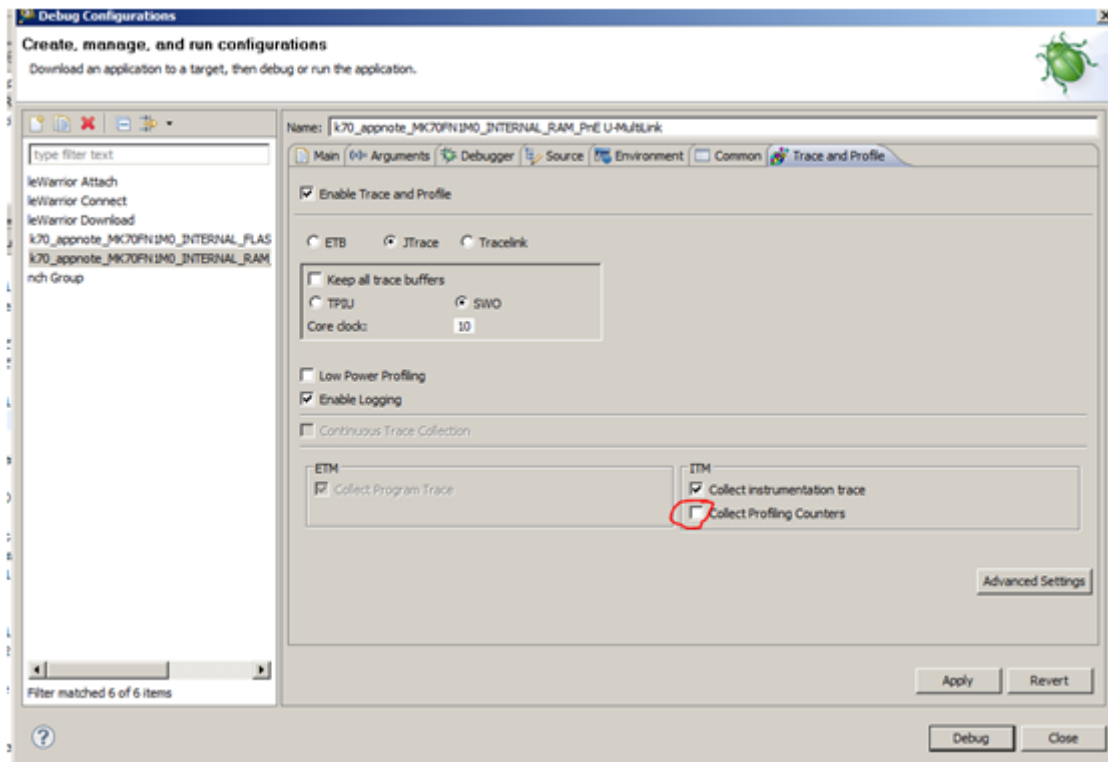 Debug Configurations
Create, manage, and run configurations
Download an application to a target, then debug or run the application.
type filter text
leWarrior Attach
leWarrior Connect
leWarrior Download
k70_appnote_MK70FN1M0_INTERNAL_FLAS
k70_appnote_MK70FN1M0_INTERNAL_RAM_
nch Group
Filter matched 6 of 6 items
Name: k70_appnote_MK70FN1M0_INTERNAL_RAM_PnE U-MultiLink
Main Arguments Debugger Source Environment Common Trace and Profile
Enable Trace and Profile
ETB JTrace Tracelink
Keep all trace buffers
TPIU SWO
Core clock: 10
Low Power Profiling
Enable Logging
Continuous Trace Collection
ETM
Collect Program Trace
ITM
Collect instrumentation trace
Collect Profiling Counters
Advanced Settings
Apply Revert
? Debug Close